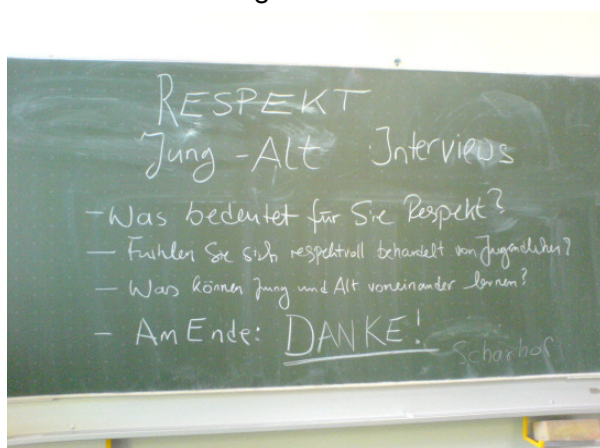 RESPEKT
Jung - Alt Interviews
- Was bedeutet für Sie Respekt?
- Fühlen Sie sich respektvoll behandelt von Jugendlichen?
- Was können Jung und Alt voneinander lernen?
- Am Ende: DANKE!
Scharhof